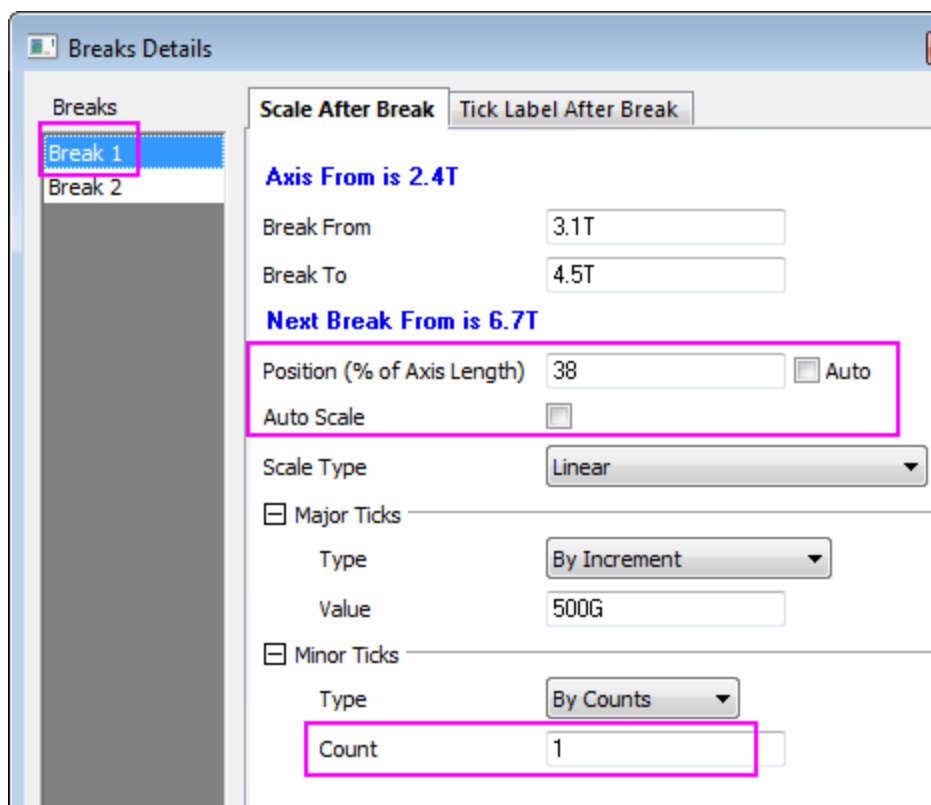 Breaks Details
Breaks
Scale After Break Tick Label After Break
Break 1
Break 2
Axis From is 2.4T
Break From 3.1T
Break To 4.5T
Next Break From is 6.7T
Position (% of Axis Length) 38 Auto
Auto Scale
Scale Type Linear
Major Ticks
Type By Increment
Value 500G
Minor Ticks
Type By Counts
Count 1